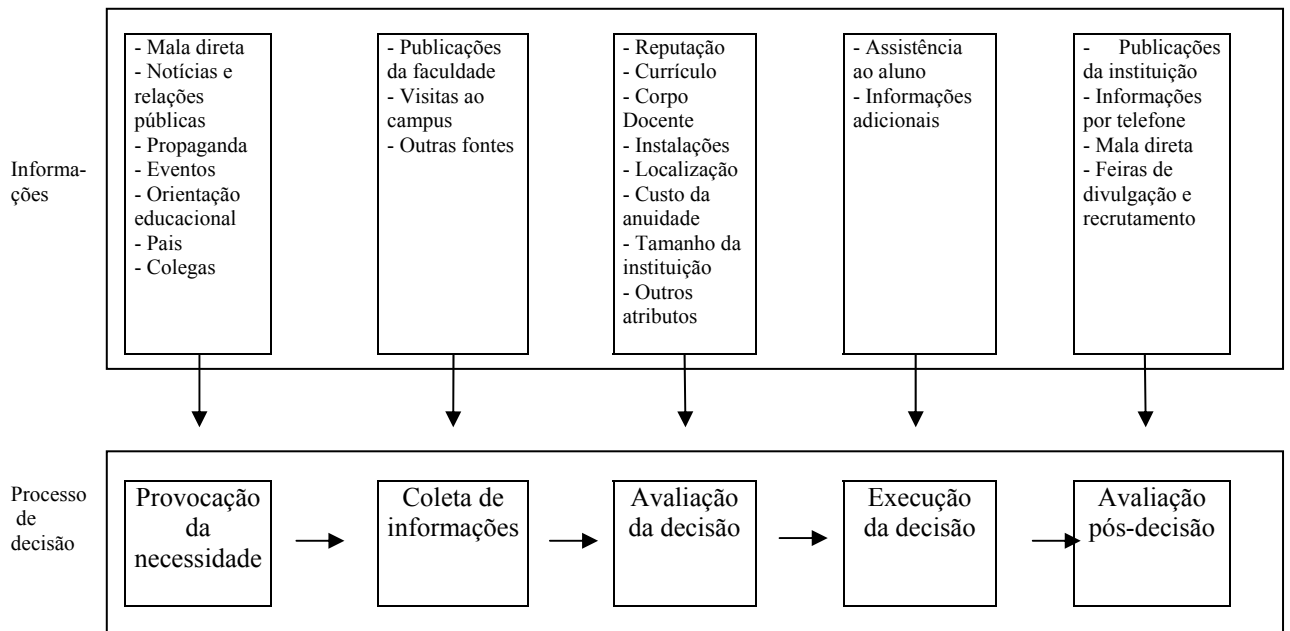 Informa-
ções
- Mala direta
- Notícias e
relações
públicas
- Propaganda
- Eventos
- Orientação
educacional
- Pais
- Colegas
- Publicações
da faculdade
- Visitas ao
campus
- Outras fontes
- Reputação
- Currículo
- Corpo
Docente
- Instalações
- Localização
- Custo da
anuidade
- Tamanho da
instituição
- Outros
atributos
- Assistência
ao aluno
- Informações
adicionais
- Publicações
da instituição
- Informações
por telefone
- Mala direta
- Feiras de
divulgação e
recrutamento
Processo
de
decisão
Provocação
da
necessidade
Coleta de
informações
Avaliação
da decisão
Execução
da decisão
Avaliação
pós-decisão